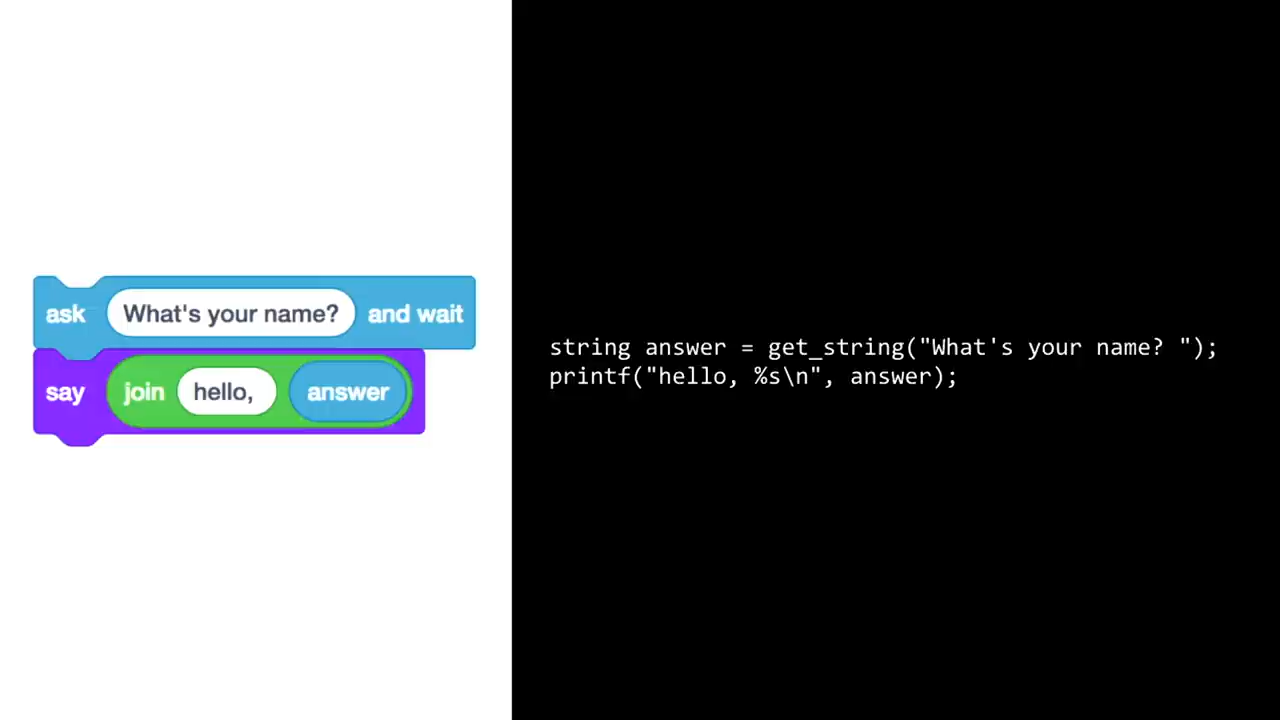 ask What's your name? and wait
say join hello, answer
string answer = get_string("What's your name? ");
printf("hello, %s\n", answer);